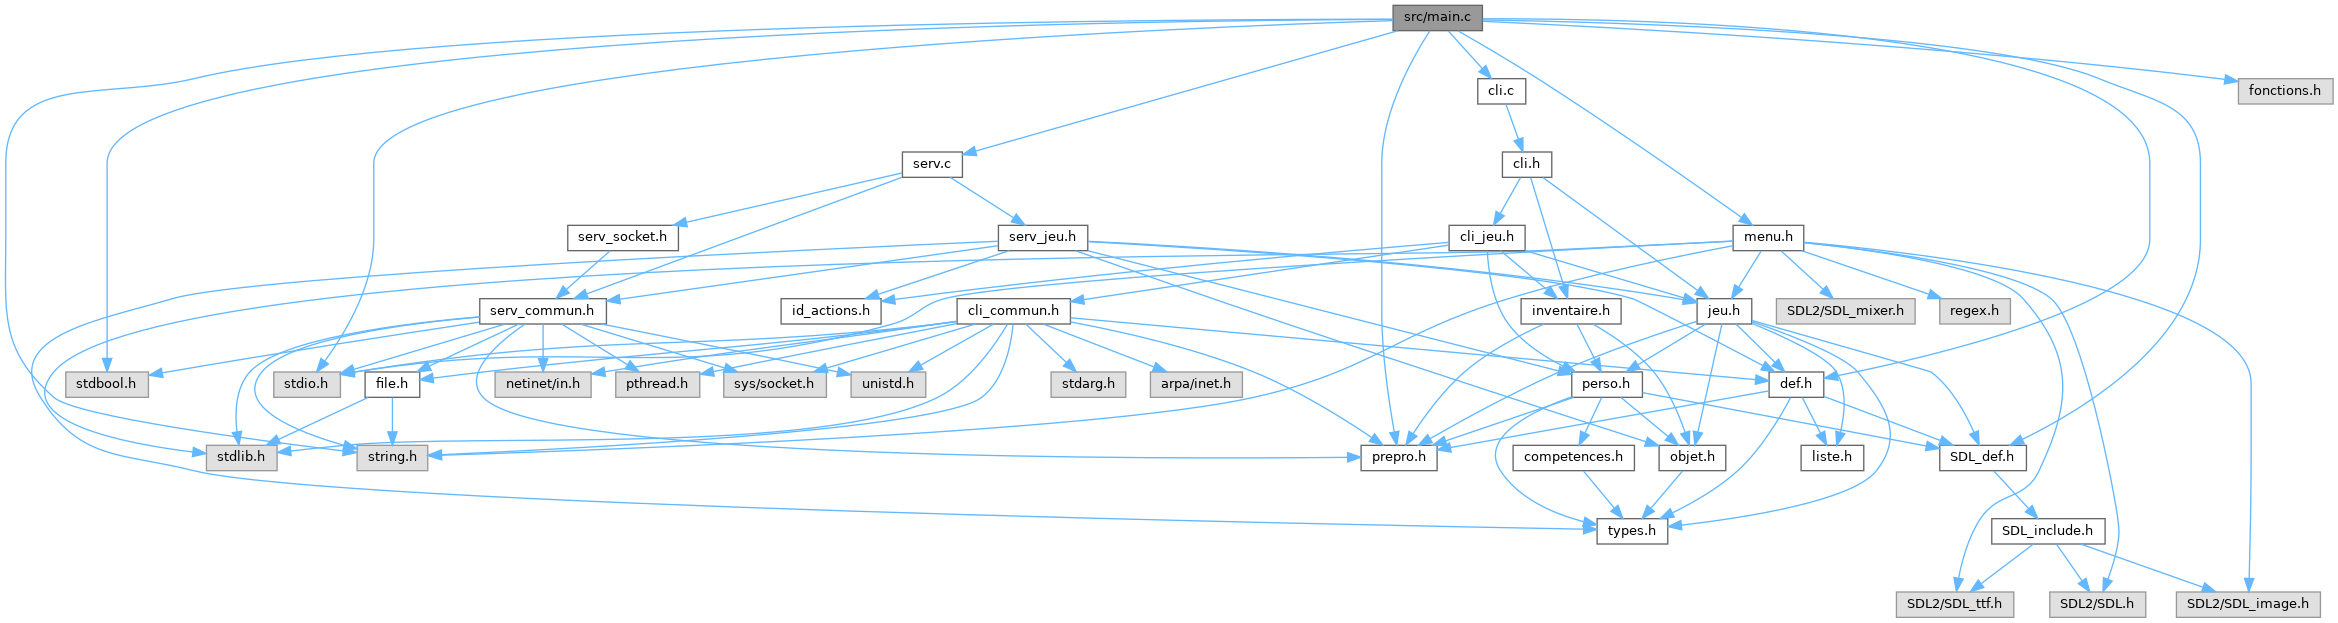 src/main.c
cli.c
fonctions.h
serv.c
cli.h
serv_socket.h
serv_jeu.h
cli_jeu.h
menu.h
serv_commun.h
id_actions.h
cli_commun.h
inventaire.h
jeu.h
SDL2/SDL_mixer.h
regex.h
stdbool.h
stdio.h
file.h
netinet/in.h
pthread.h
sys/socket.h
unistd.h
stdarg.h
arpa/inet.h
perso.h
def.h
stdlib.h
string.h
prepro.h
competences.h
objet.h
liste.h
SDL_def.h
types.h
SDL_include.h
SDL2/SDL_ttf.h
SDL2/SDL.h
SDL2/SDL_image.h